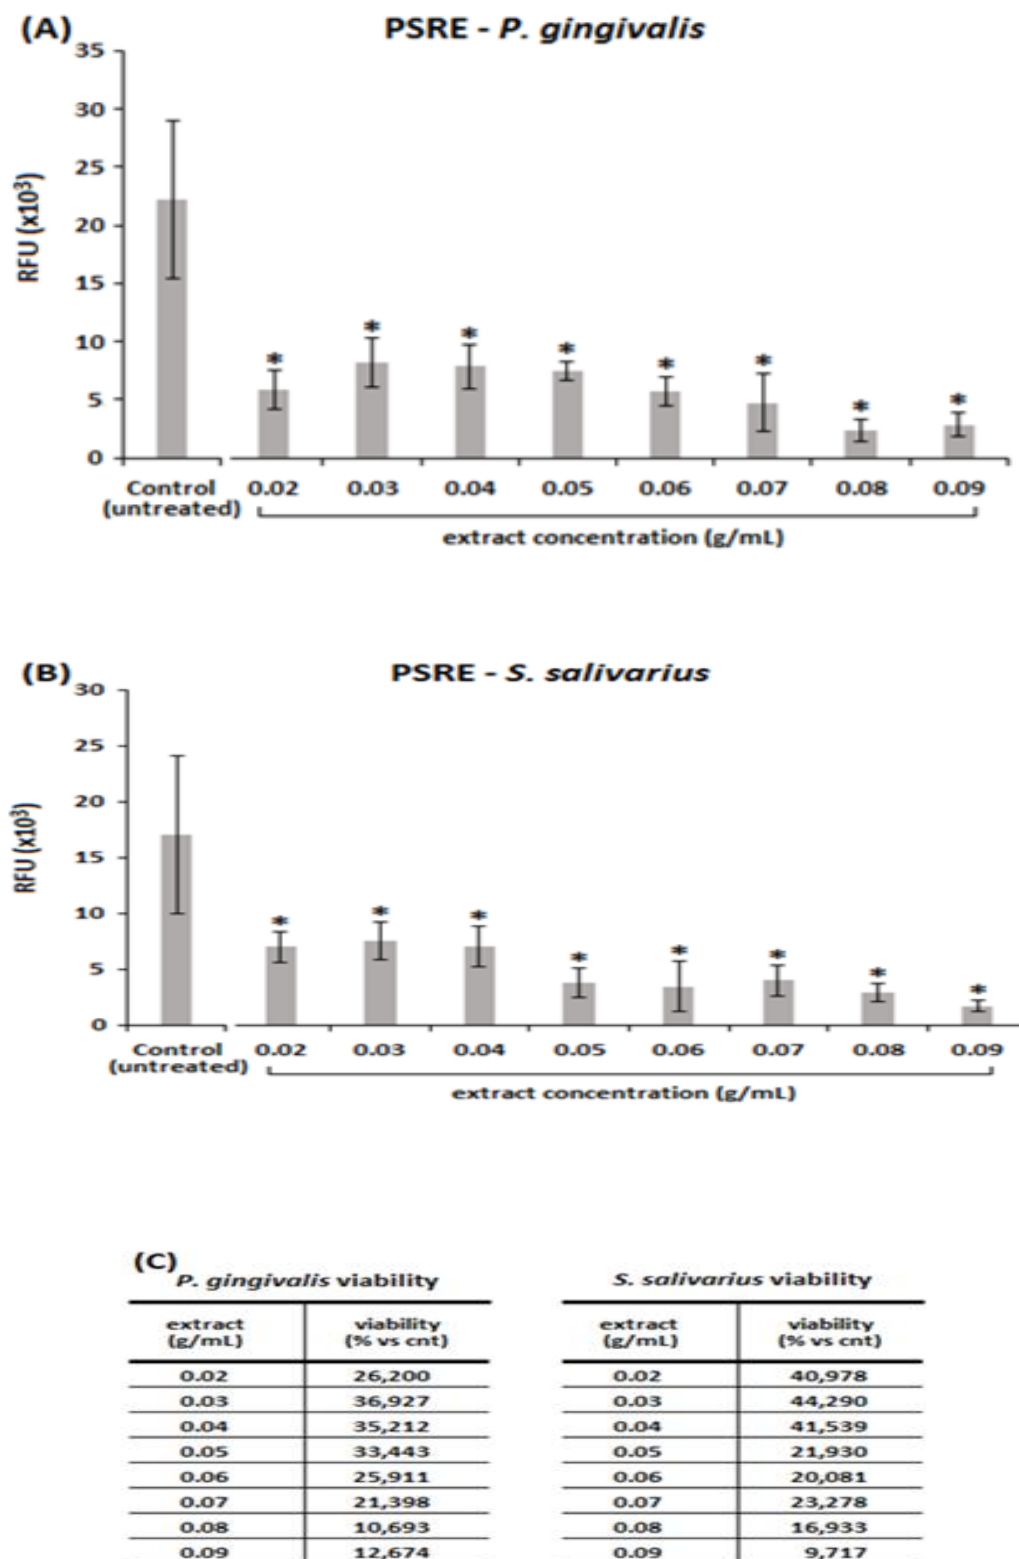 (A) PSRE - P. gingivalis
35
30
25
20
15
10
5
0
RFU (x10³)
* * * * * * * *
Control 0.02 0.03 0.04 0.05 0.06 0.07 0.08 0.09
(untreated)
extract concentration (g/mL)
(B) PSRE - S. salivarius
30
25
20
15
10
5
0
RFU (x10³)
* * * * * * * *
Control 0.02 0.03 0.04 0.05 0.06 0.07 0.08 0.09
(untreated)
extract concentration (g/mL)
(C)
P. gingivalis viability
extract viability
(g/mL) (% vs cnt)
0.02 26,200
0.03 36,927
0.04 35,212
0.05 33,443
0.06 25,911
0.07 21,398
0.08 10,693
0.09 12,674
S. salivarius viability
extract viability
(g/mL) (% vs cnt)
0.02 40,978
0.03 44,290
0.04 41,539
0.05 21,930
0.06 20,081
0.07 23,278
0.08 16,933
0.09 9,717